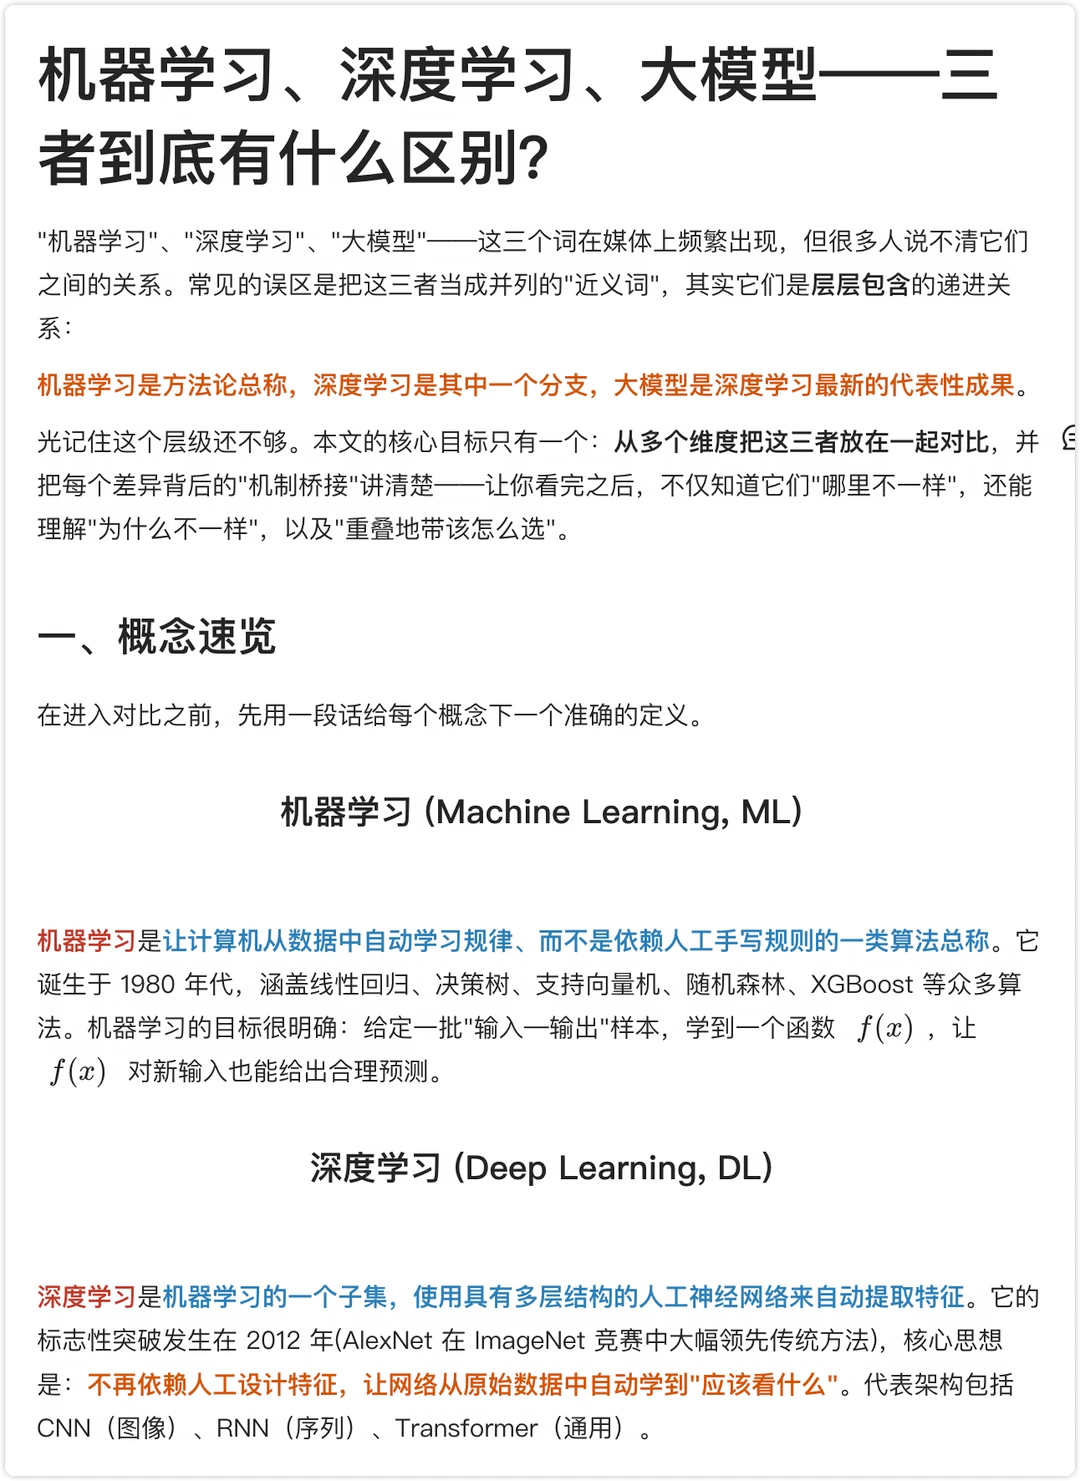 机器学习、深度学习、大模型——三
者到底有什么区别？
"机器学习"、"深度学习"、"大模型"——这三个词在媒体上频繁出现，但很多人说不清它们
之间的关系。常见的误区是把这三者当成并列的"近义词"，其实它们是层层包含的递进关
系：
机器学习是方法论总称，深度学习是其中一个分支，大模型是深度学习最新的代表性成果。
光记住这个层级还不够。本文的核心目标只有一个：从多个维度把这三者放在一起对比，并
把每个差异背后的"机制桥接"讲清楚——让你看完之后，不仅知道它们"哪里不一样"，还能
理解"为什么不一样"，以及"重叠地带该怎么选"。
一、概念速览
在进入对比之前，先用一段话给每个概念下一个准确的定义。
机器学习 (Machine Learning, ML)
机器学习是让计算机从数据中自动学习规律、而不是依赖人工手写规则的一类算法总称。它
诞生于 1980 年代，涵盖线性回归、决策树、支持向量机、随机森林、XGBoost 等众多算
法。机器学习的目标很明确：给定一批"输入—输出"样本，学到一个函数 f(x) ，让
f(x) 对新输入也能给出合理预测。
深度学习 (Deep Learning, DL)
深度学习是机器学习的一个子集，使用具有多层结构的人工神经网络来自动提取特征。它的
标志性突破发生在 2012 年(AlexNet 在 ImageNet 竞赛中大幅领先传统方法)，核心思想
是：不再依赖人工设计特征，让网络从原始数据中自动学到"应该看什么"。代表架构包括
CNN（图像）、RNN（序列）、Transformer（通用）。